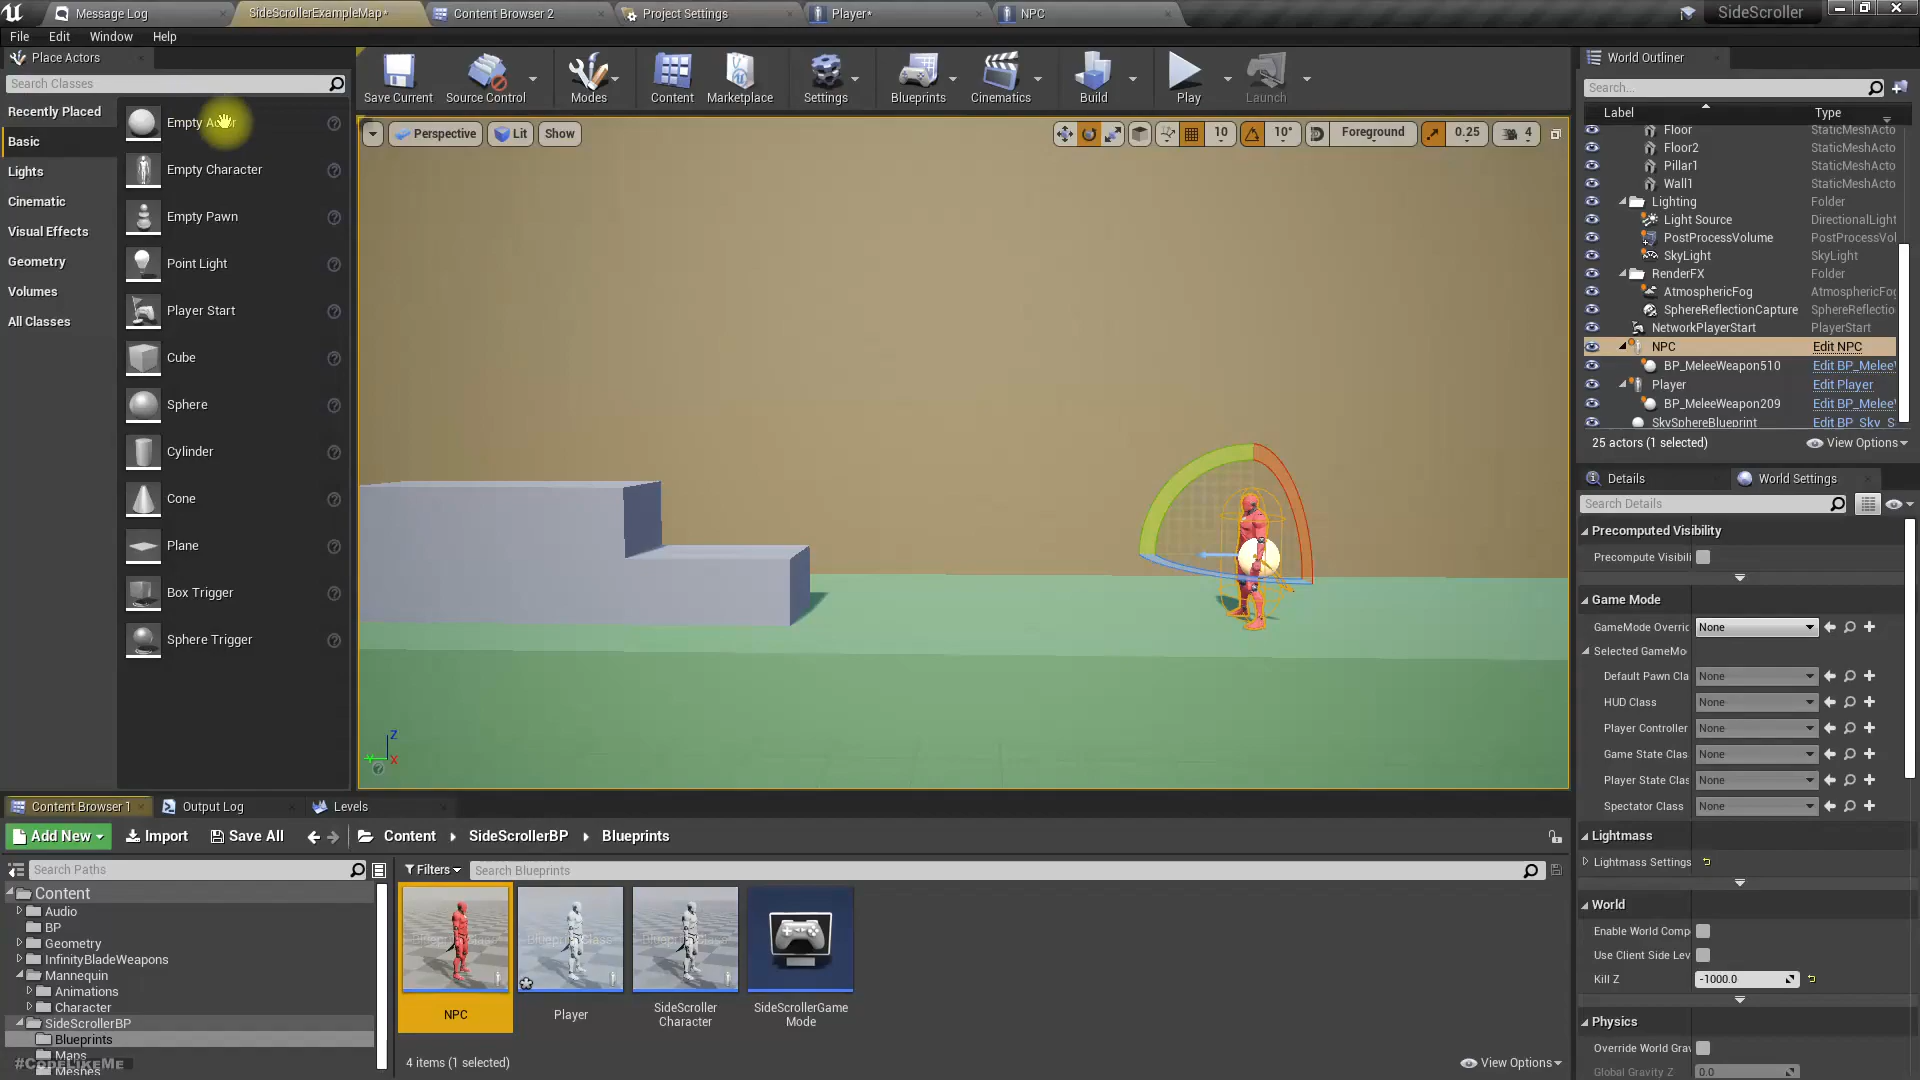 Message Log
SideScrollerExampleMap*
Content Browser 2
Project Settings
Player*
NPC
SideScroller
File Edit Window Help
Place Actors
Search Classes
Recently Placed
Basic
Lights
Cinematic
Visual Effects
Geometry
Volumes
All Classes
Empty Actor
Empty Character
Empty Pawn
Point Light
Player Start
Cube
Sphere
Cylinder
Cone
Plane
Box Trigger
Sphere Trigger
Save Current
Source Control
Modes
Content
Marketplace
Settings
Blueprints
Cinematics
Build
Play
Launch
Perspective Lit Show
10 10° Foreground 0.25 4
Z
Y X
World Outliner
Search...
Label Type
Floor StaticMeshActo
Floor2 StaticMeshActo
Pillar1 StaticMeshActo
Wall1 StaticMeshActo
Lighting Folder
Light Source DirectionalLight
PostProcessVolume PostProcessVol
SkyLight SkyLight
RenderFX Folder
AtmosphericFog AtmosphericFog
SphereReflectionCapture SphereReflectio
NetworkPlayerStart PlayerStart
NPC Edit NPC
BP_MeleeWeapon510 Edit BP_Melee
Player Edit Player
BP_MeleeWeapon209 Edit BP_Melee
SkySphereBlueprint Edit BP_Sky_S
25 actors (1 selected)
View Options
Details
World Settings
Search Details
Precomputed Visibility
Precompute Visibili
Game Mode
GameMode Overri None
Selected GameMo
Default Pawn Cla None
HUD Class None
Player Controller None
Game State Clas None
Player State Clas None
Spectator Class None
Lightmass
Lightmass Settings
World
Enable World Comp
Use Client Side Lev
Kill Z -1000.0
Physics
Override World Grav
Global Gravity Z 0.0
Content Browser 1
Output Log
Levels
Add New Import Save All
Content SideScrollerBP Blueprints
Search Paths
Filters
Search Blueprints
Content
Audio
BP
Geometry
InfinityBladeWeapons
Mannequin
Animations
Character
SideScrollerBP
Blueprints
Maps
Meshes
#CodeLikeMe
NPC
Player
SideScroller
Character
SideScrollerGame
Mode
4 items (1 selected)
View Options